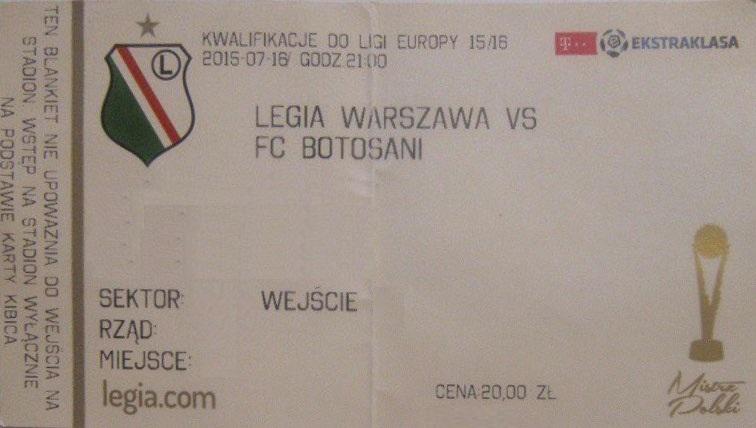 TEN BLANKIET NIE UPOWAŻNIA DO WEJŚCIA NA
STADION WSTĘP NA STADION WYŁĄCZNIE
NA PODSTAWIE KARTY KIBICA
L
KWALIFIKACJE DO LIGI EUROPY 15/16
2015-07-16/ GODZ.21:00
T··
EKSTRAKLASA
LEGIA WARSZAWA VS
FC BOTOSANI
SEKTOR: WEJŚCIE
RZĄD:
MIEJSCE:
legia.com
CENA:20,00 ZŁ
Mistrz
Polski